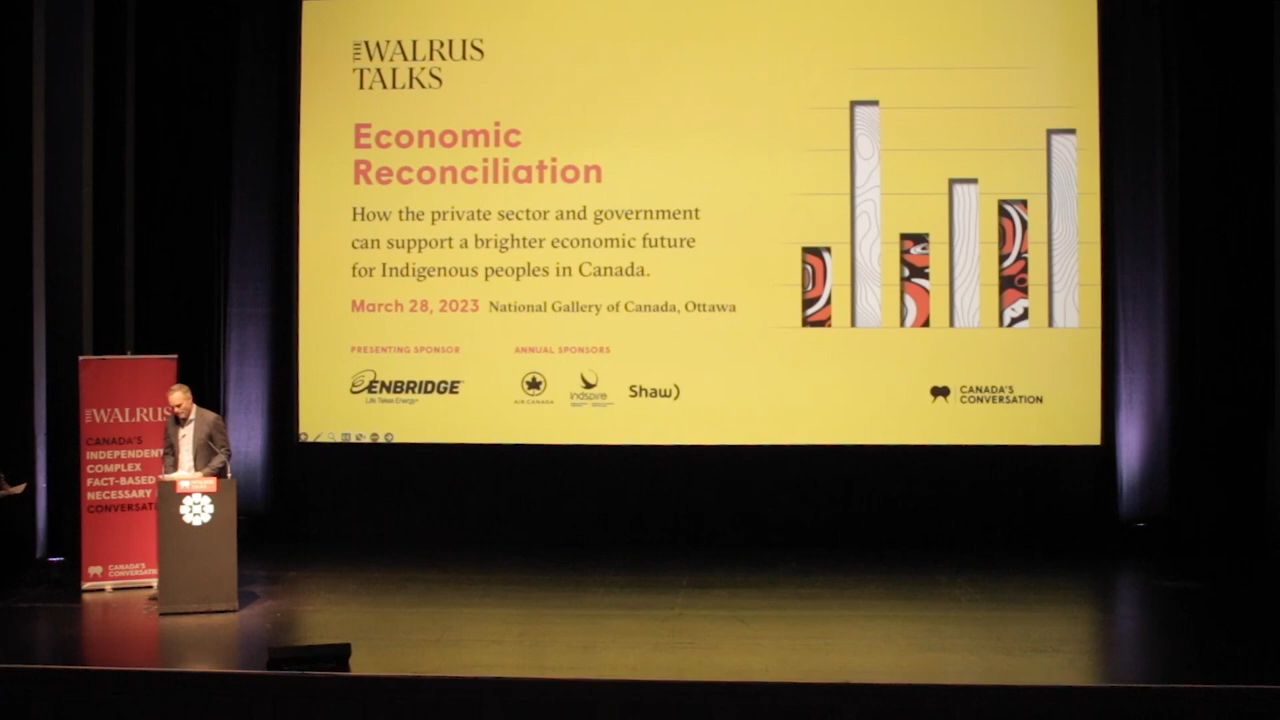 THE WALRUS
TALKS
Economic
Reconciliation
How the private sector and government
can support a brighter economic future
for Indigenous peoples in Canada.
March 28, 2023 National Gallery of Canada, Ottawa
PRESENTING SPONSOR
ANNUAL SPONSORS
ENBRIDGE
Life Takes Energy
AIR CANADA
indspire
Shaw)
CANADA'S
CONVERSATION
THE WALRUS
CANADA'S
INDEPENDENT
COMPLEX
FACT-BASED
NECESSARY
CONVERSATI
CANADA'S
CONVERSATI